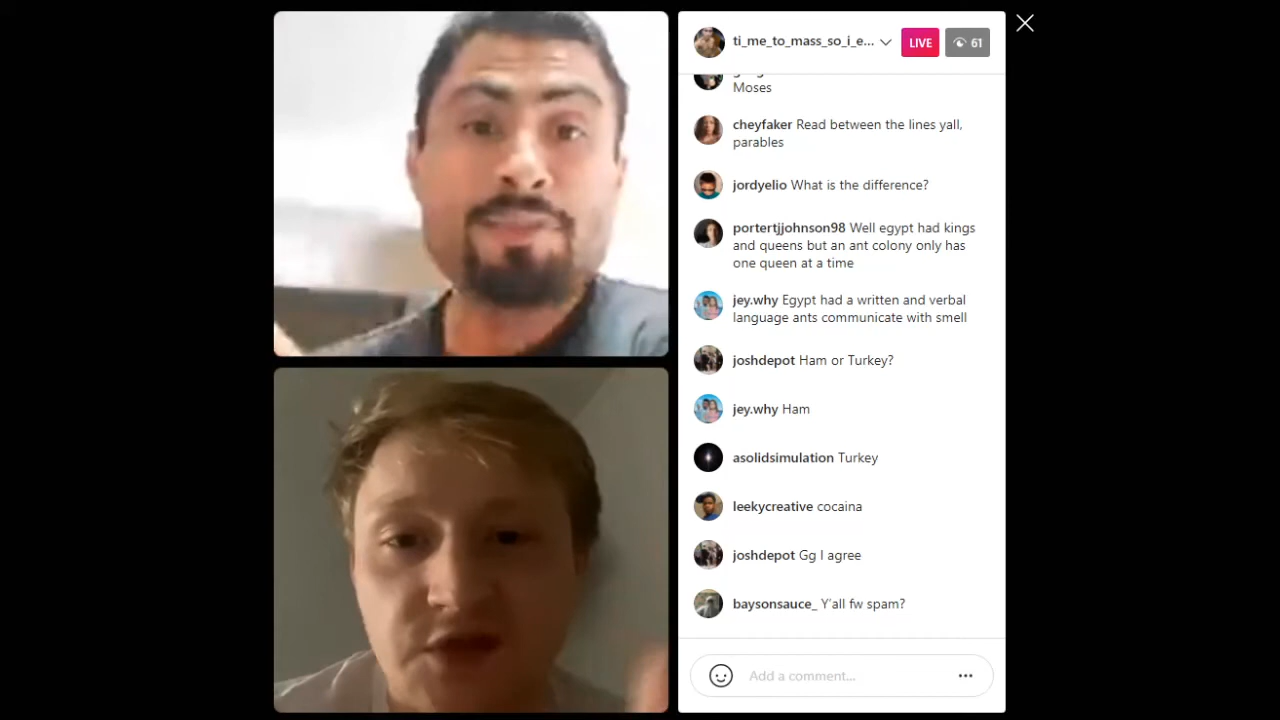 ti_me_to_mass_so_i_e...
LIVE
61
Moses
cheyfaker Read between the lines yall,
parables
jordyelio What is the difference?
portertjjohnson98 Well egypt had kings
and queens but an ant colony only has
one queen at a time
jey.why Egypt had a written and verbal
language ants communicate with smell
joshdepot Ham or Turkey?
jey.why Ham
asolidsimulation Turkey
leekycreative cocaina
joshdepot Gg I agree
baysonsauce_ Y'all fw spam?
Add a comment...